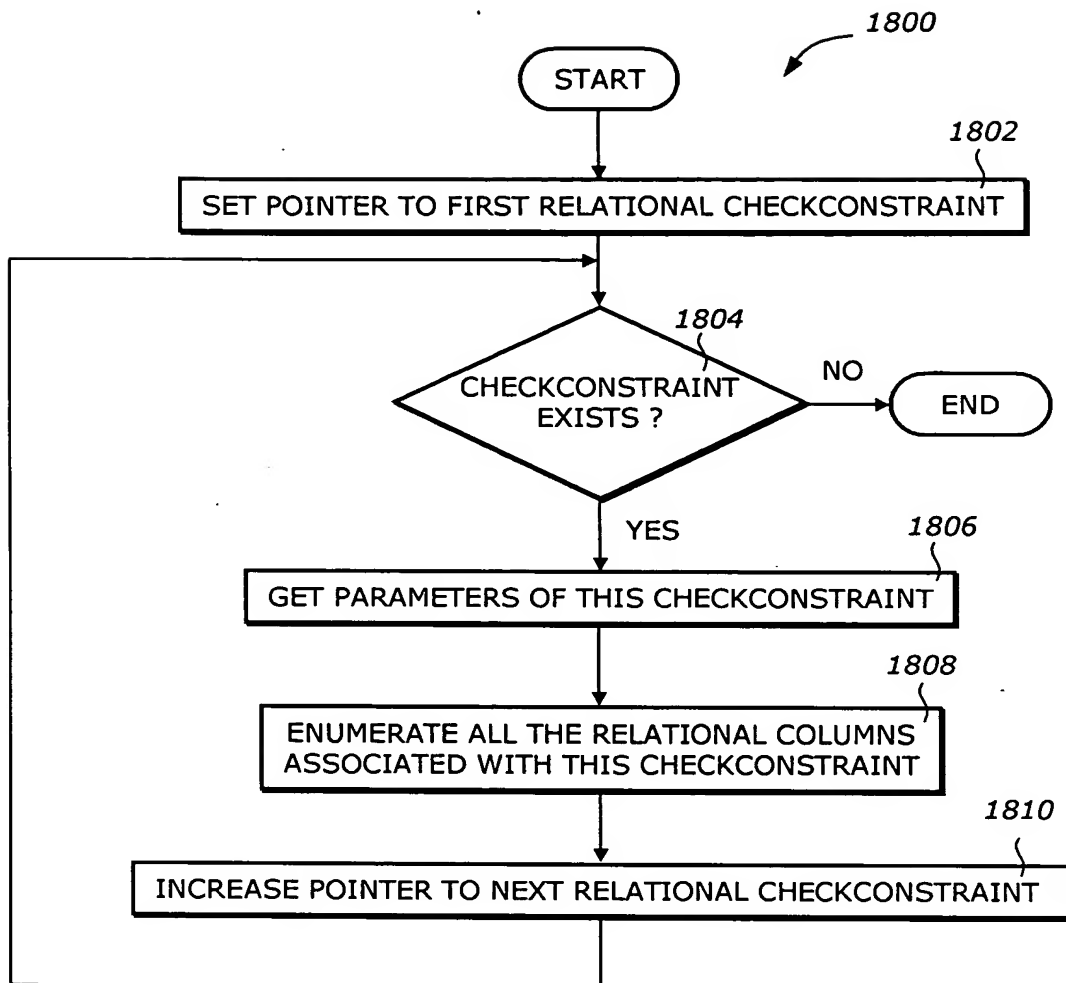 1800
START
1802
SET POINTER TO FIRST RELATIONAL CHECKCONSTRAINT
1804
CHECKCONSTRAINT
EXISTS ?
NO
END
YES
1806
GET PARAMETERS OF THIS CHECKCONSTRAINT
1808
ENUMERATE ALL THE RELATIONAL COLUMNS
ASSOCIATED WITH THIS CHECKCONSTRAINT
1810
INCREASE POINTER TO NEXT RELATIONAL CHECKCONSTRAINT